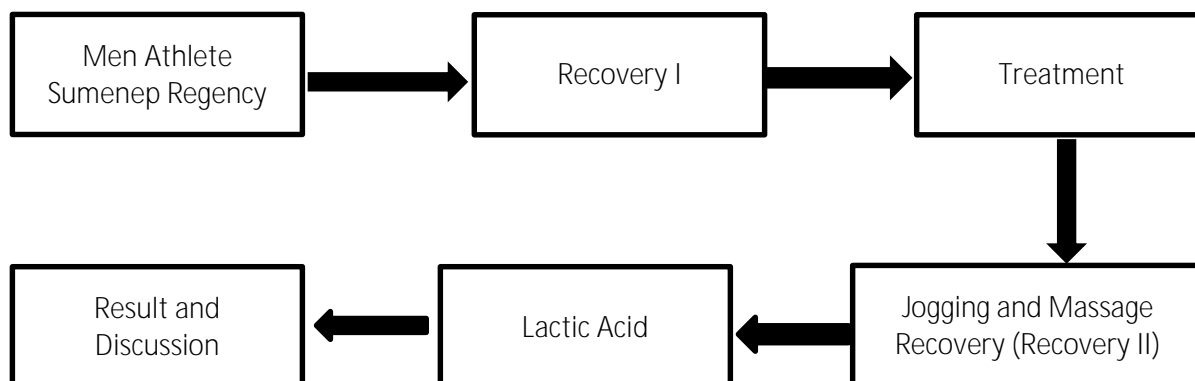 Men Athlete
Sumenep Regency
Recovery I
Treatment
Jogging and Massage
Recovery (Recovery II)
Lactic Acid
Result and
Discussion